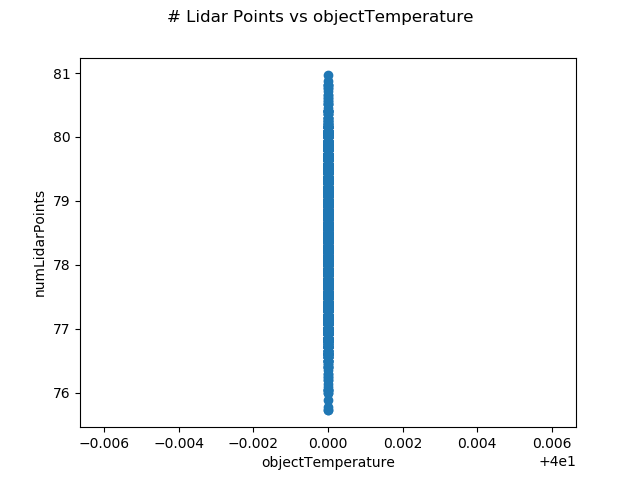 # Lidar Points vs objectTemperature
81
80
79
78
77
76
numLidarPoints
−0.006 −0.004 −0.002 0.000 0.002 0.004 0.006
objectTemperature
+4e1